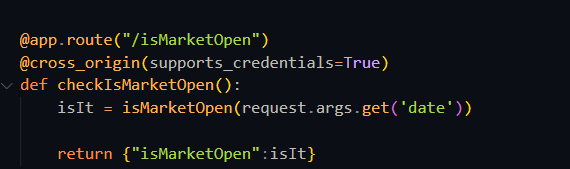 @app.route("/isMarketOpen")
@cross_origin(supports_credentials=True)
def checkIsMarketOpen():
    isIt = isMarketOpen(request.args.get('date'))
    return {"isMarketOpen":isIt}